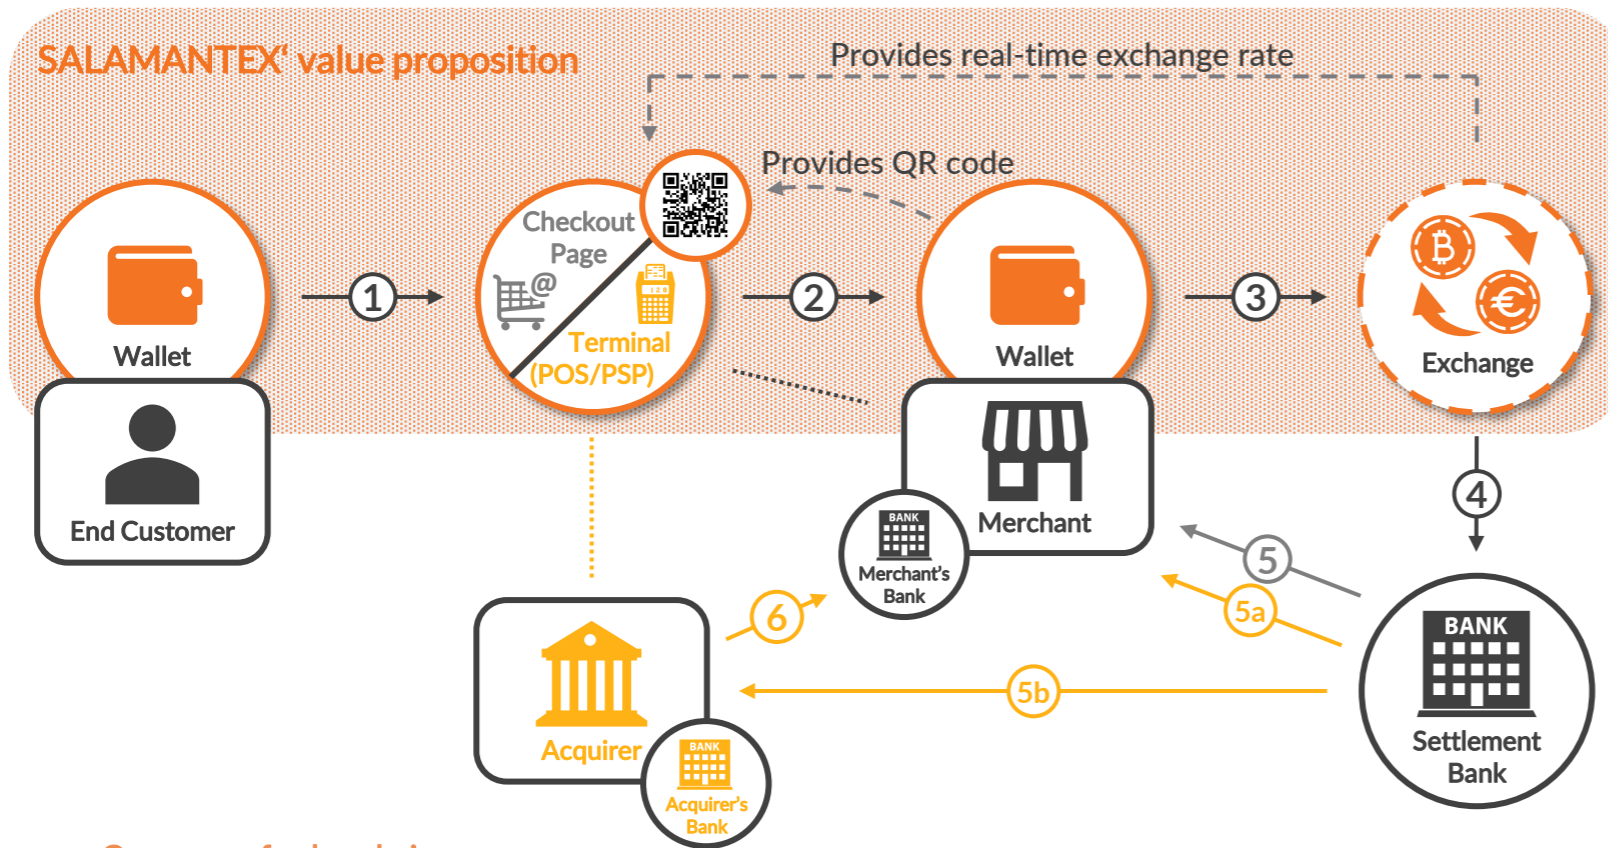 SALAMANTEX‘ value proposition
Provides real-time exchange rate
Provides QR code
Checkout
Page
@
Terminal
(POS/PSP)
Wallet
1
2
Wallet
3
Exchange
End Customer
BANK
Merchant's
Bank
Merchant
4
5
5a
6
5b
Acquirer
BANK
Acquirer's
Bank
BANK
Settlement
Bank